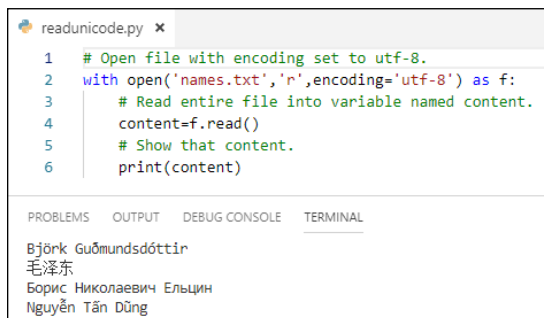 readunicode.py ×
1 # Open file with encoding set to utf-8.
2 with open('names.txt','r',encoding='utf-8') as f:
3 # Read entire file into variable named content.
4 content=f.read()
5 # Show that content.
6 print(content)
PROBLEMS OUTPUT DEBUG CONSOLE TERMINAL
Björk Guðmundsdóttir
毛泽东
Борис Николаевич Ельцин
Nguyễn Tấn Dũng